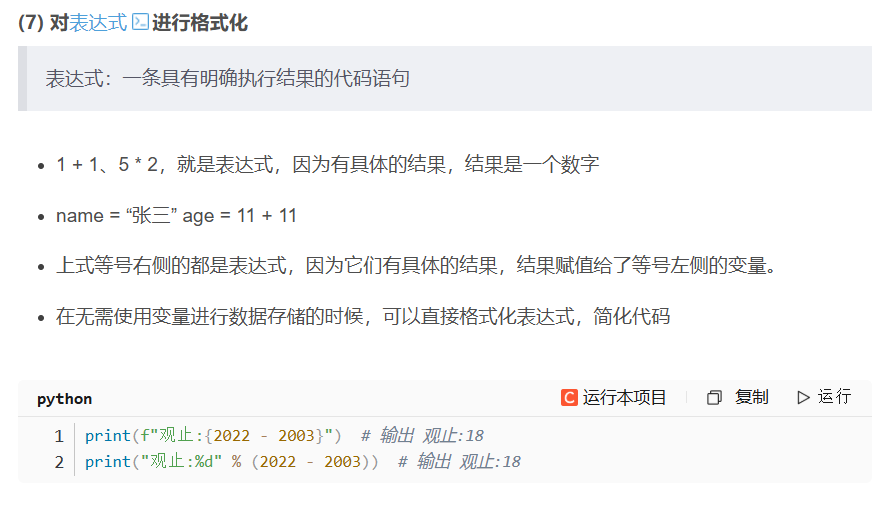 (7) 对表达式进行格式化
表达式：一条具有明确执行结果的代码语句
1 + 1、5 * 2，就是表达式，因为有具体的结果，结果是一个数字
name = “张三” age = 11 + 11
上式等号右侧的都是表达式，因为它们有具体的结果，结果赋值给了等号左侧的变量。
在无需使用变量进行数据存储的时候，可以直接格式化表达式，简化代码
python C 运行本项目 复制 运行
1 print(f"观止:{2022 - 2003}") # 输出 观止:18
2 print("观止:%d" % (2022 - 2003)) # 输出 观止:18